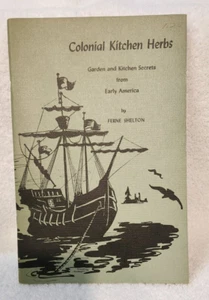 Colonial Kitchen Herbs
Garden and Kitchen Secrets
from
Early America
by
FERNE SHELTON